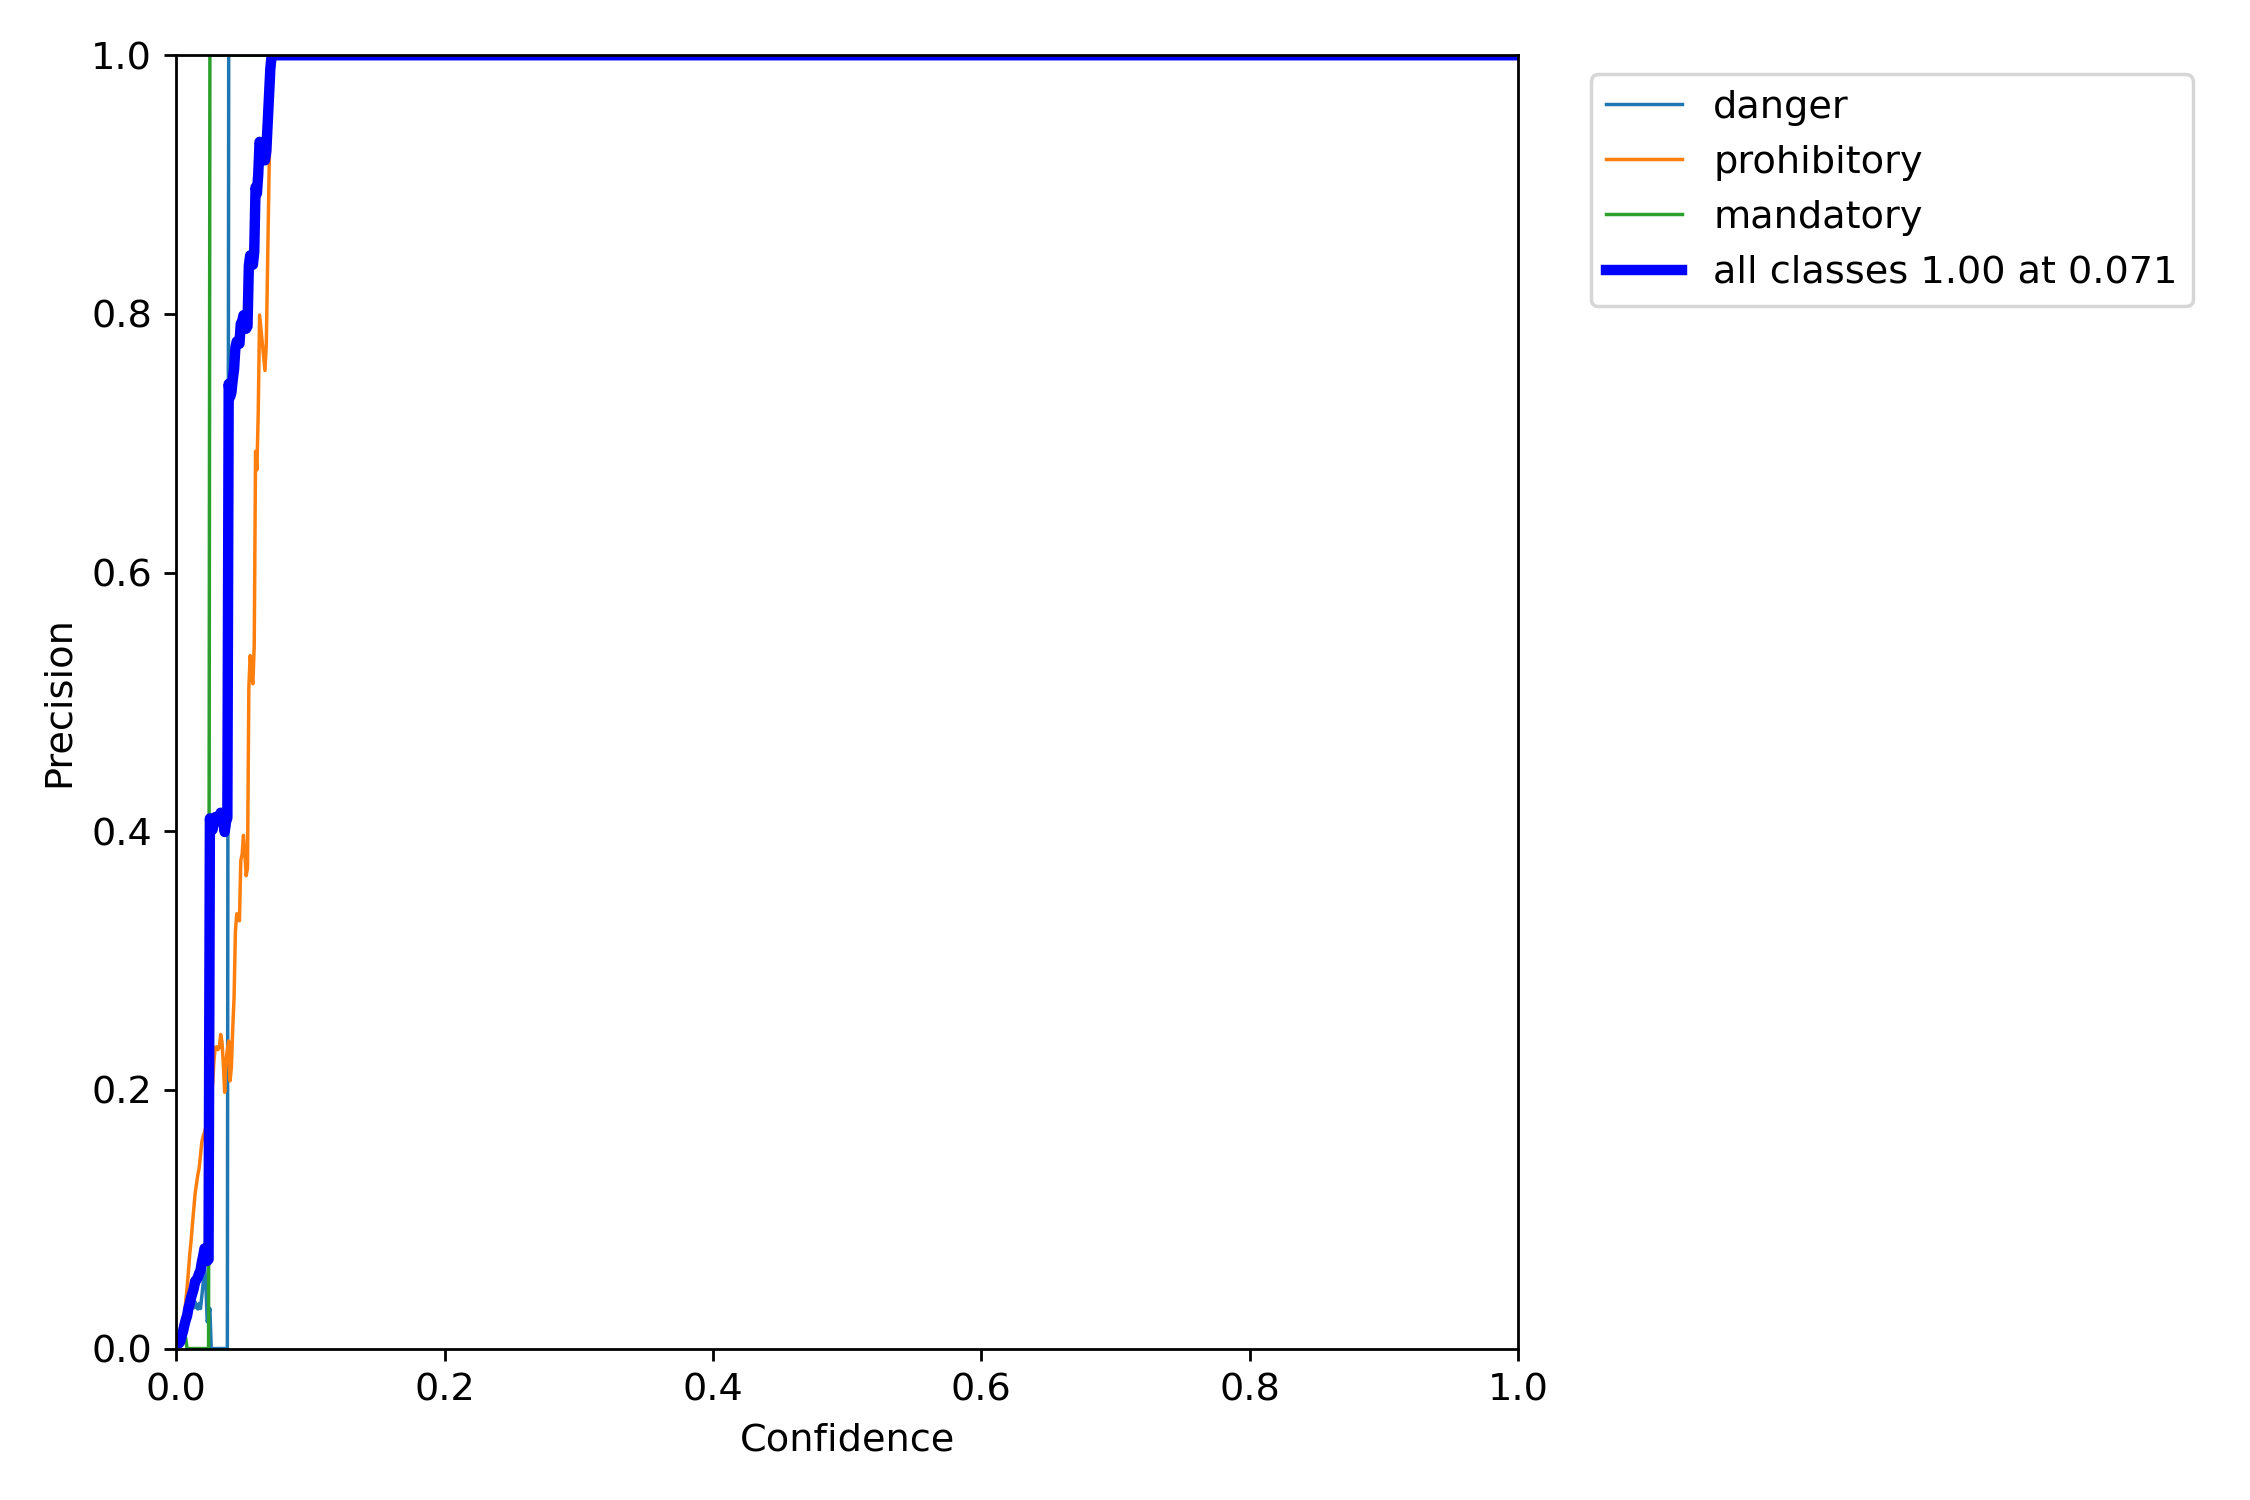 1.0
0.8
0.6
0.4
0.2
0.0
Precision
0.0 0.2 0.4 0.6 0.8 1.0
Confidence
danger
prohibitory
mandatory
all classes 1.00 at 0.071